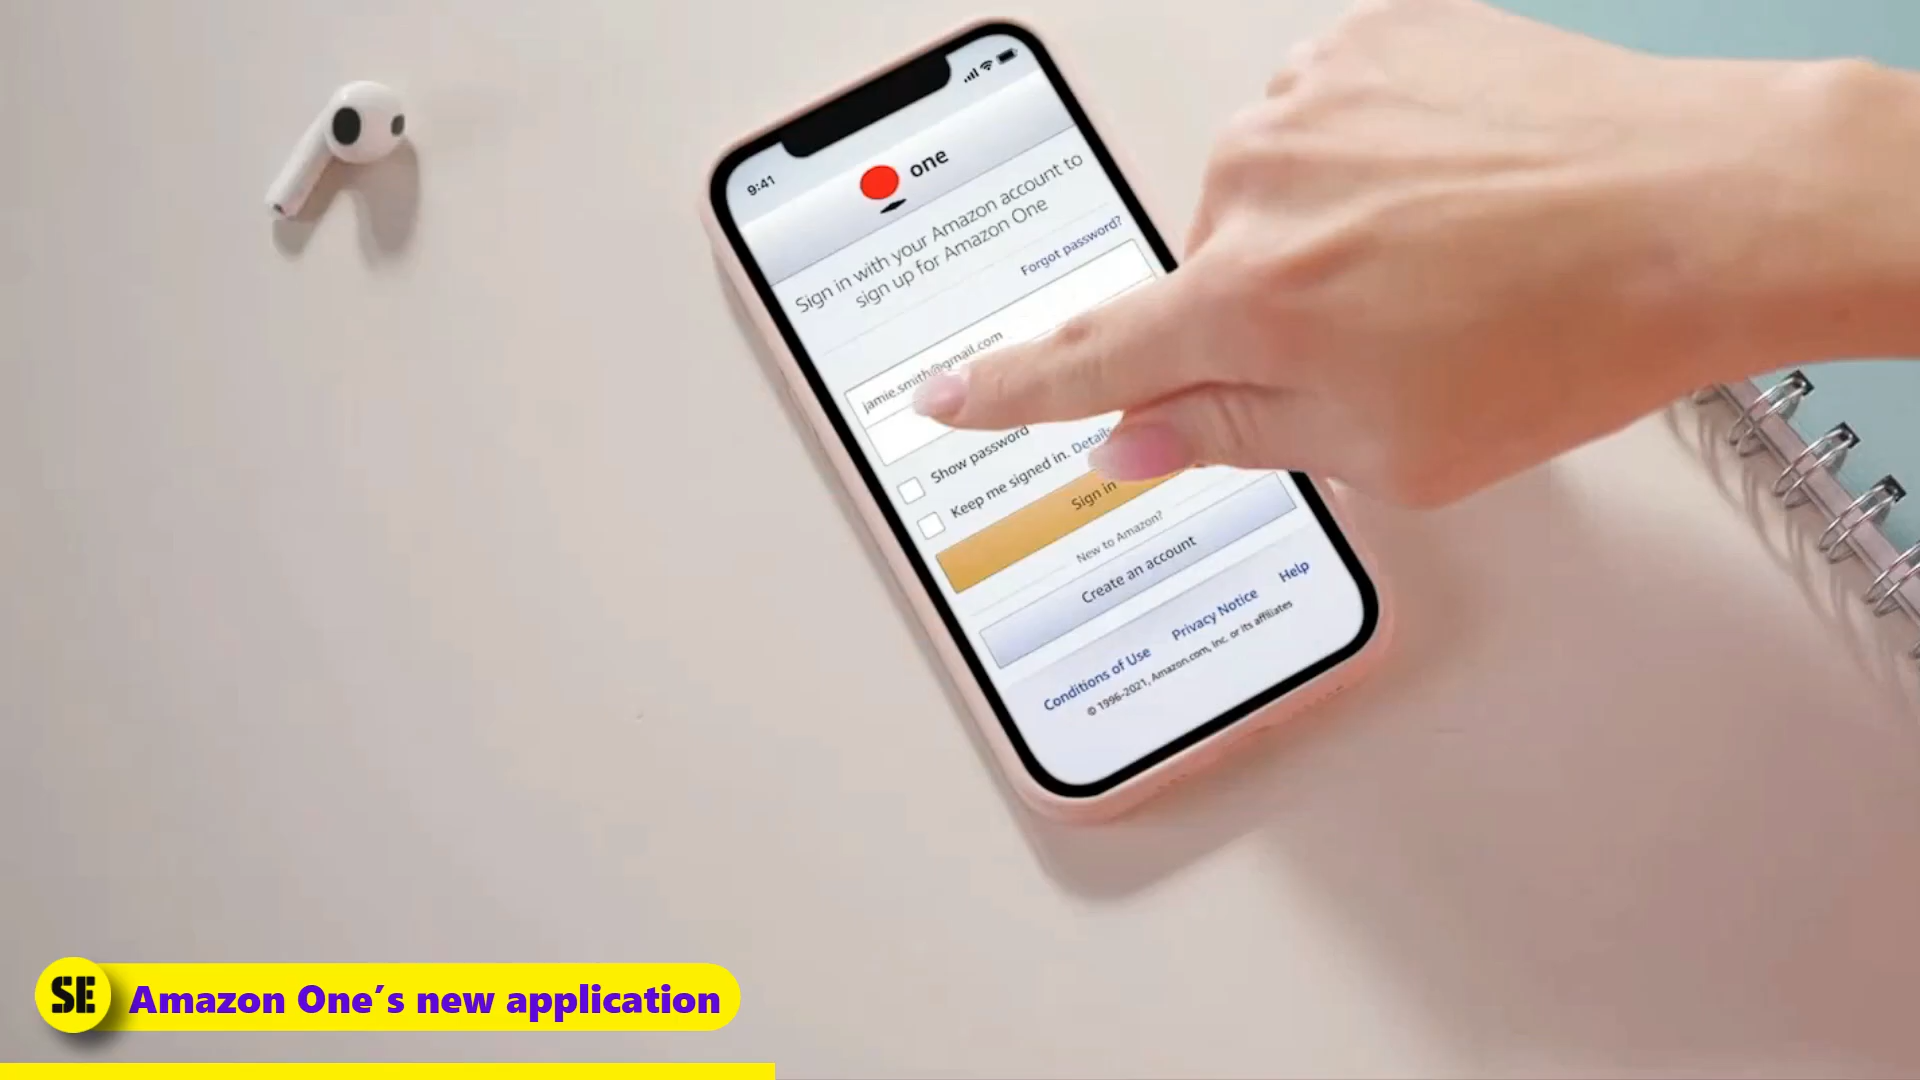 9:41
one
Sign in with your Amazon account to
sign up for Amazon One
Forgot password?
jamie.smith@gmail.com
Show password
Keep me signed in. Details
Sign in
New to Amazon?
Create an account
Conditions of Use Privacy Notice Help
© 1996-2021, Amazon.com, Inc. or its affiliates
SE
Amazon One's new application